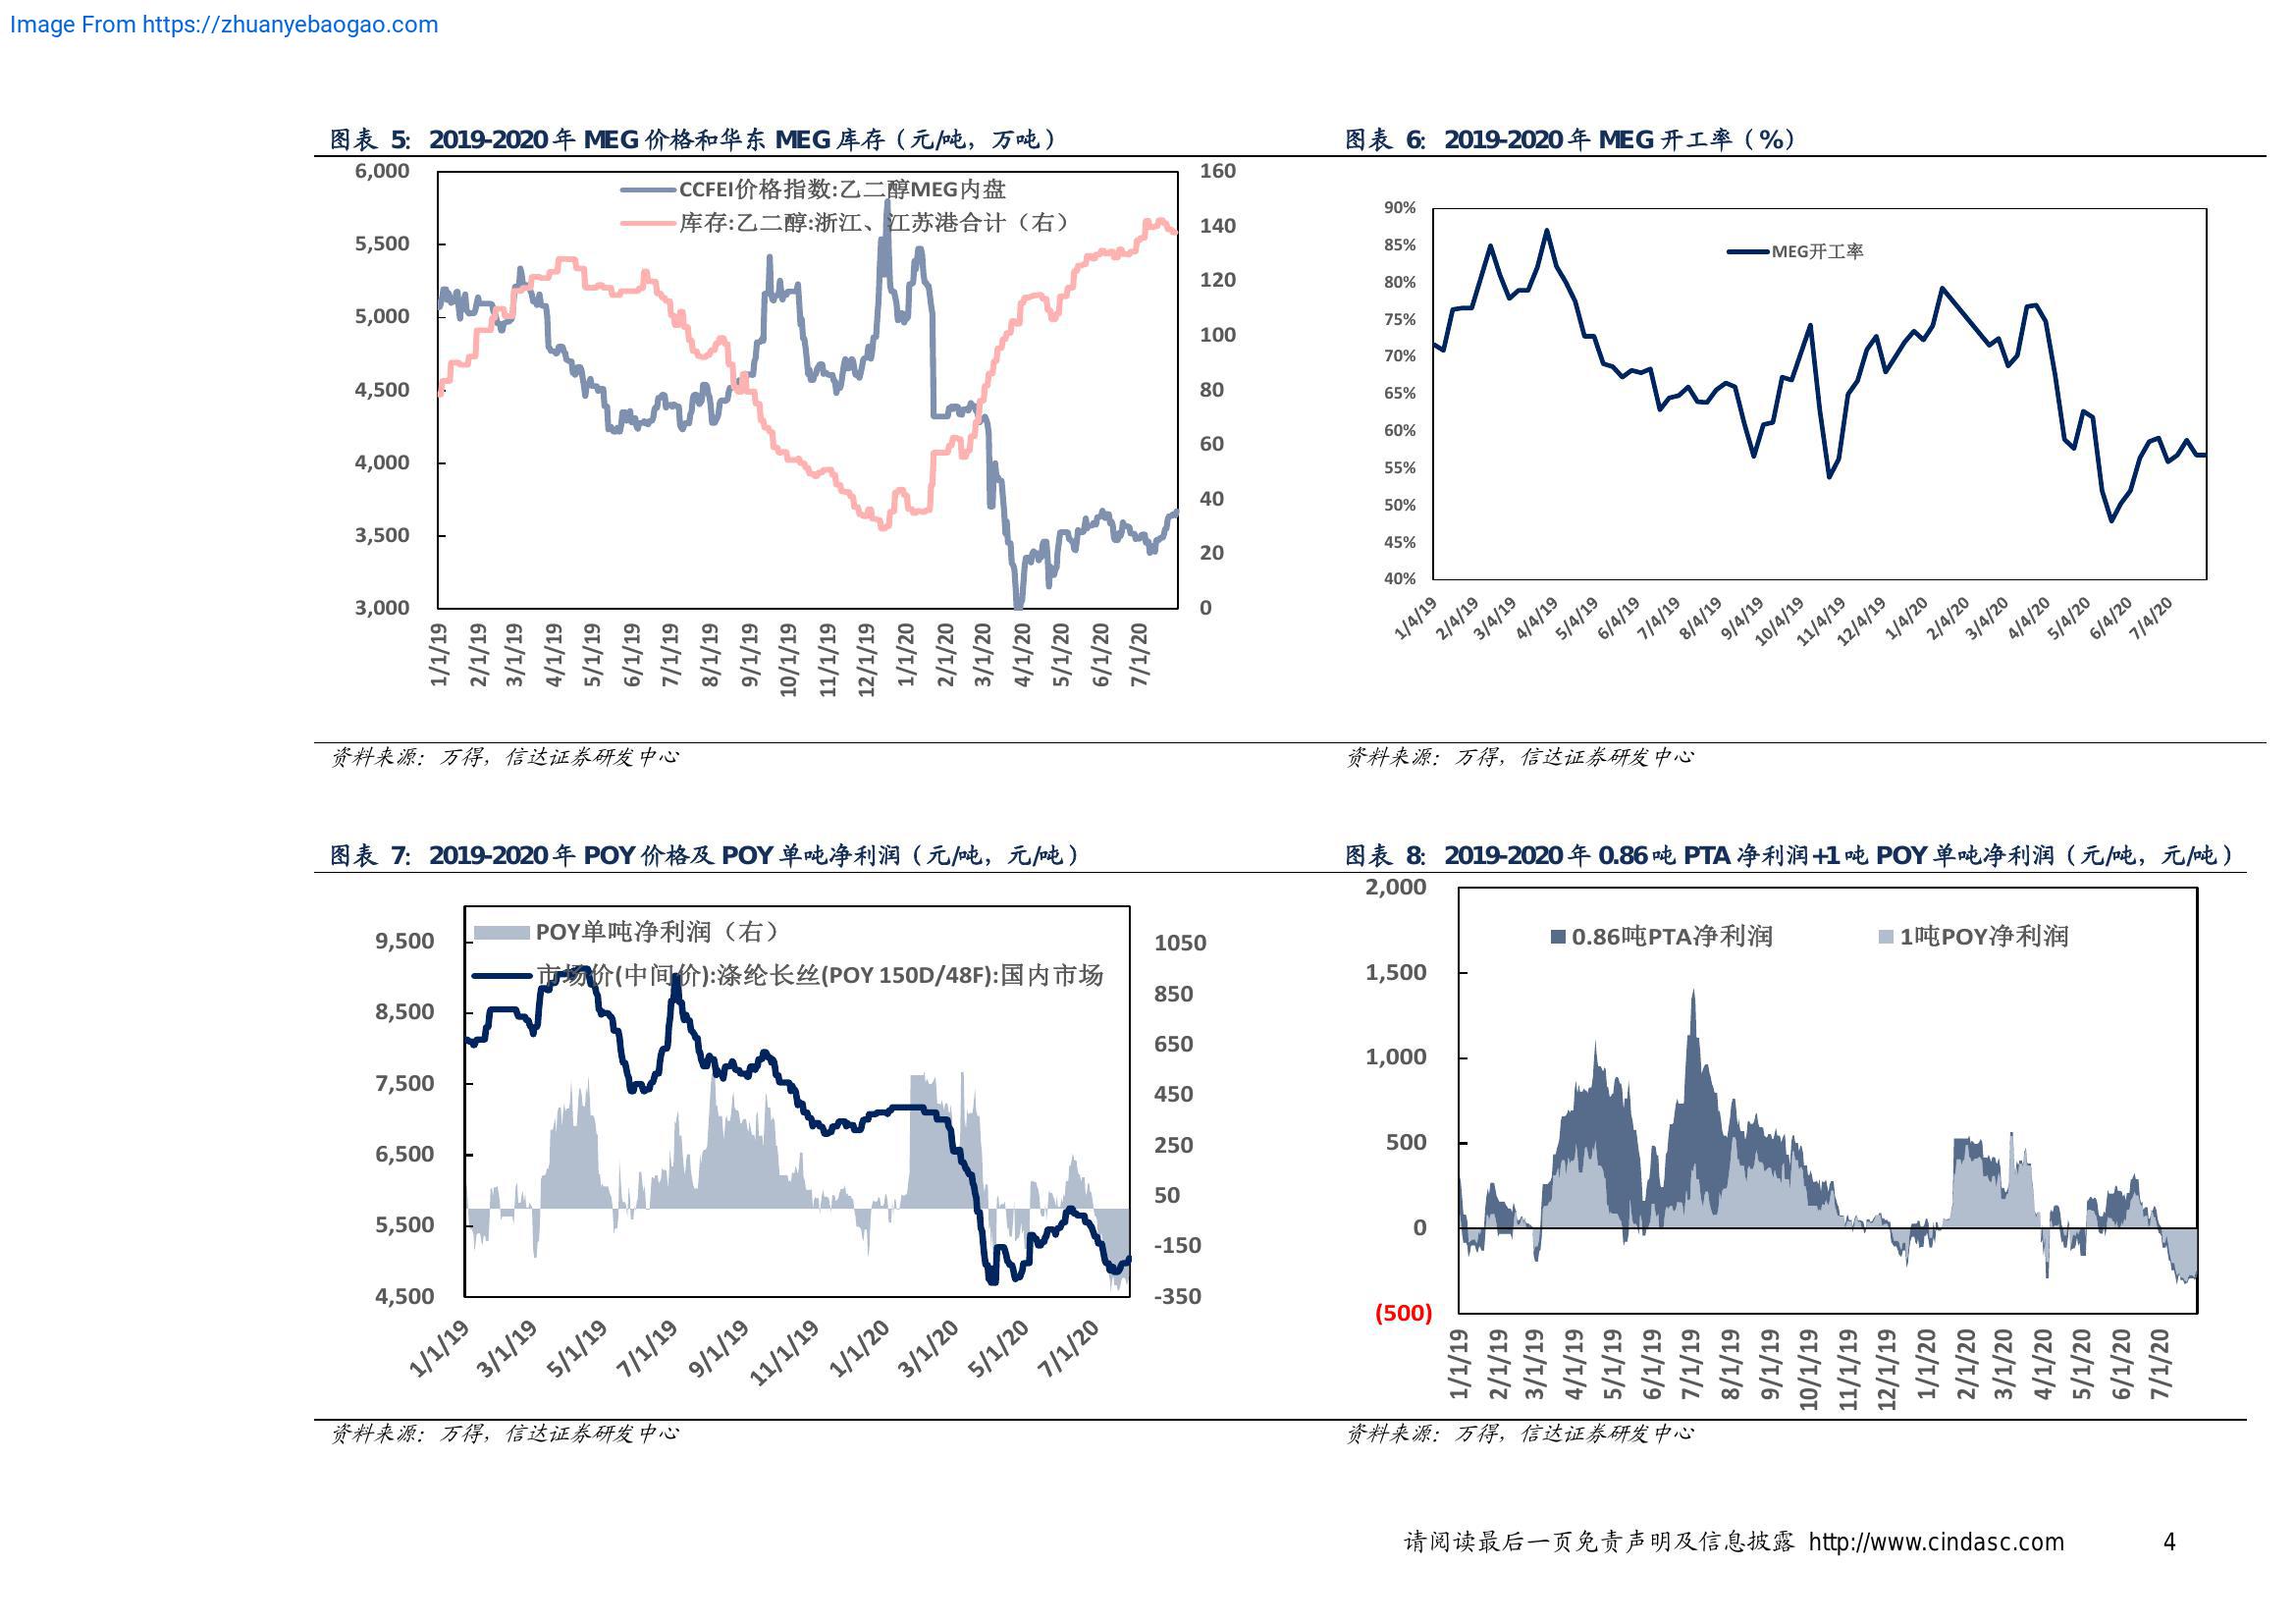 Image From https://zhuanyebaogao.com
图表 5: 2019-2020 年 MEG 价格和华东 MEG 库存（元/吨，万吨）
6,000
5,500
5,000
4,500
4,000
3,500
3,000
CCFEI价格指数:乙二醇MEG内盘
库存:乙二醇:浙江、江苏港合计（右）
160
140
120
100
80
60
40
20
0
1/1/19 2/1/19 3/1/19 4/1/19 5/1/19 6/1/19 7/1/19 8/1/19 9/1/19 10/1/19 11/1/19 12/1/19 1/1/20 2/1/20 3/1/20 4/1/20 5/1/20 6/1/20 7/1/20
资料来源：万得，信达证券研发中心
图表 6: 2019-2020 年 MEG 开工率（%）
90%
85%
80%
75%
70%
65%
60%
55%
50%
45%
40%
MEG开工率
1/4/19 2/4/19 3/4/19 4/4/19 5/4/19 6/4/19 7/4/19 8/4/19 9/4/19 10/4/19 11/4/19 12/4/19 1/4/20 2/4/20 3/4/20 4/4/20 5/4/20 6/4/20 7/4/20
资料来源：万得，信达证券研发中心
图表 7: 2019-2020 年 POY 价格及 POY 单吨净利润（元/吨，元/吨）
9,500
8,500
7,500
6,500
5,500
4,500
POY单吨净利润（右）
市场价(中间价):涤纶长丝(POY 150D/48F):国内市场
1050
850
650
450
250
50
-150
-350
1/1/19 3/1/19 5/1/19 7/1/19 9/1/19 11/1/19 1/1/20 3/1/20 5/1/20 7/1/20
资料来源：万得，信达证券研发中心
图表 8: 2019-2020 年 0.86 吨 PTA 净利润+1 吨 POY 单吨净利润（元/吨，元/吨）
2,000
1,500
1,000
500
0
(500)
0.86吨PTA净利润 1吨POY净利润
1/1/19 2/1/19 3/1/19 4/1/19 5/1/19 6/1/19 7/1/19 8/1/19 9/1/19 10/1/19 11/1/19 12/1/19 1/1/20 2/1/20 3/1/20 4/1/20 5/1/20 6/1/20 7/1/20
资料来源：万得，信达证券研发中心
请阅读最后一页免责声明及信息披露 http://www.cindasc.com 4